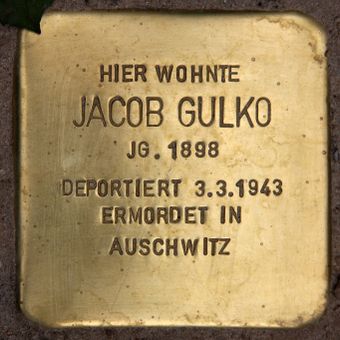 HIER WOHNTE
JACOB GULKO
JG. 1898
DEPORTIERT 3.3.1943
ERMORDET IN
AUSCHWITZ